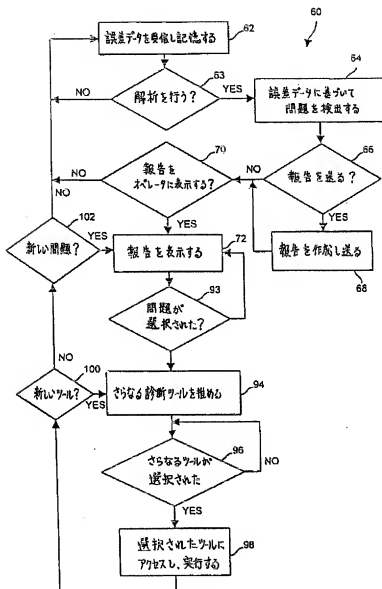 60
62
誤差データを受信し記憶する
63
解析を行う?
NO
YES
64
誤差データに基づいて
問題を検出する
66
報告を送る?
NO
YES
報告を作成し送る
68
70
報告を
オペレータに表示する?
NO
YES
72
報告を表示する
102
新しい問題?
NO
YES
93
問題が
選択された?
100
新しいツール?
NO
YES
94
さらなる診断ツールを推めん
96
さらなるツールが
選択された
NO
YES
98
選択されたツールに
アクセスし、実行する